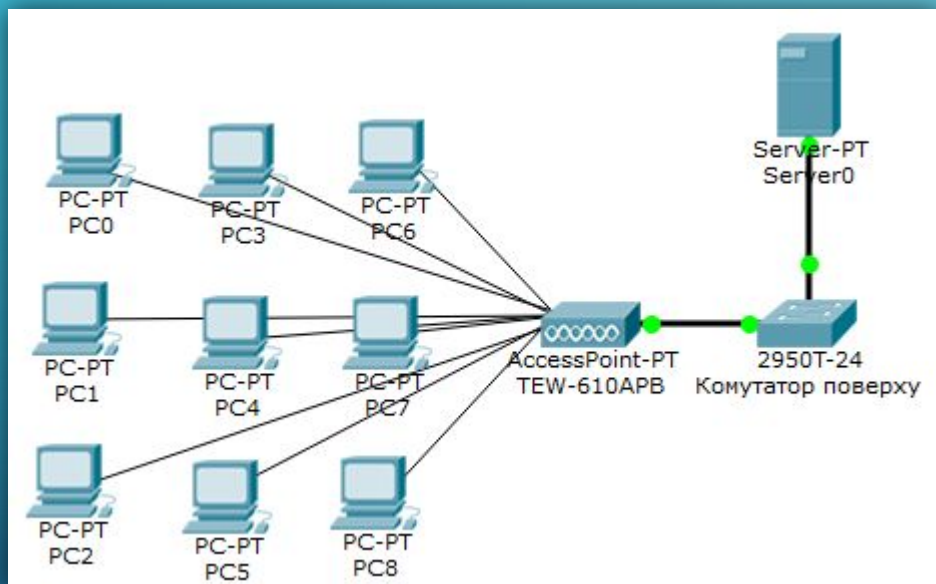 Server-PT
Server0
PC-PT
PC0
PC-PT
PC3
PC-PT
PC6
PC-PT
PC1
PC-PT
PC4
PC-PT
PC7
AccessPoint-PT
TEW-610APB
2950T-24
Комутатор поверху
PC-PT
PC2
PC-PT
PC5
PC-PT
PC8